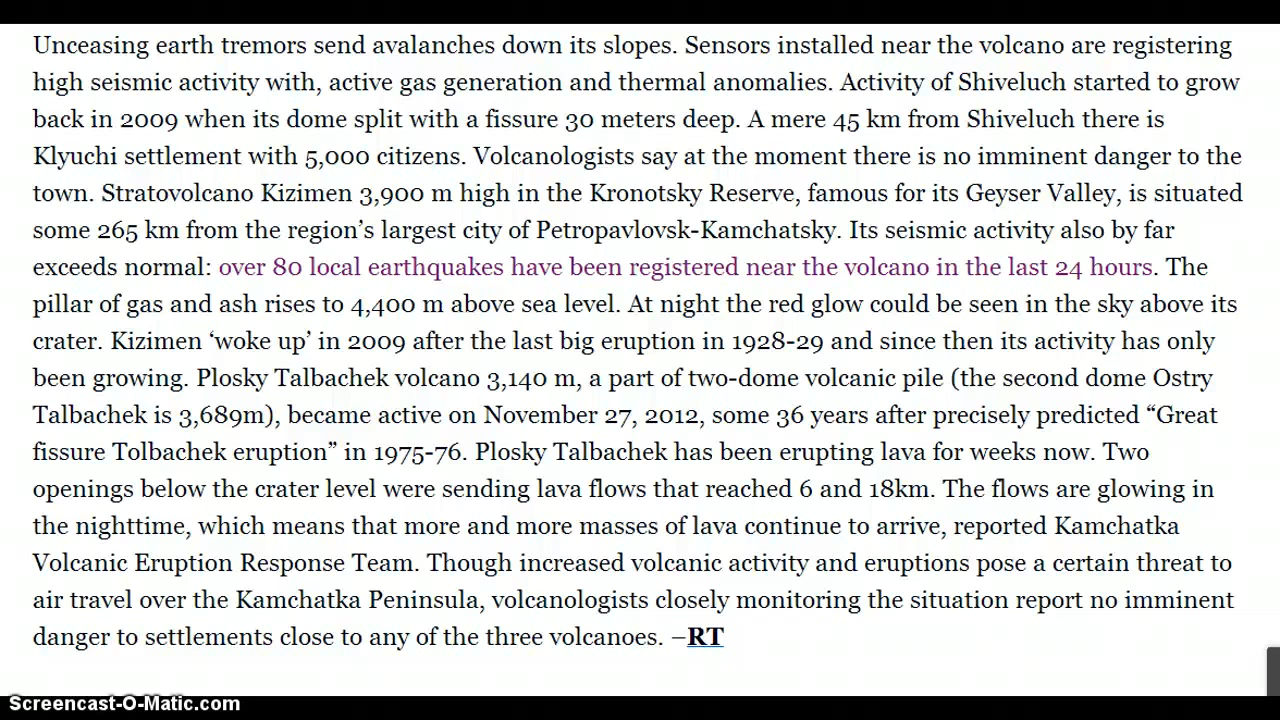 Unceasing earth tremors send avalanches down its slopes. Sensors installed near the volcano are registering
high seismic activity with, active gas generation and thermal anomalies. Activity of Shiveluch started to grow
back in 2009 when its dome split with a fissure 30 meters deep. A mere 45 km from Shiveluch there is
Klyuchi settlement with 5,000 citizens. Volcanologists say at the moment there is no imminent danger to the
town. Stratovolcano Kizimen 3,900 m high in the Kronotsky Reserve, famous for its Geyser Valley, is situated
some 265 km from the region’s largest city of Petropavlovsk-Kamchatsky. Its seismic activity also by far
exceeds normal: over 80 local earthquakes have been registered near the volcano in the last 24 hours. The
pillar of gas and ash rises to 4,400 m above sea level. At night the red glow could be seen in the sky above its
crater. Kizimen ‘woke up’ in 2009 after the last big eruption in 1928-29 and since then its activity has only
been growing. Plosky Talbachek volcano 3,140 m, a part of two-dome volcanic pile (the second dome Ostry
Talbachek is 3,689m), became active on November 27, 2012, some 36 years after precisely predicted “Great
fissure Tolbachek eruption” in 1975-76. Plosky Talbachek has been erupting lava for weeks now. Two
openings below the crater level were sending lava flows that reached 6 and 18km. The flows are glowing in
the nighttime, which means that more and more masses of lava continue to arrive, reported Kamchatka
Volcanic Eruption Response Team. Though increased volcanic activity and eruptions pose a certain threat to
air travel over the Kamchatka Peninsula, volcanologists closely monitoring the situation report no imminent
danger to settlements close to any of the three volcanoes. –RT
Screencast-O-Matic.com